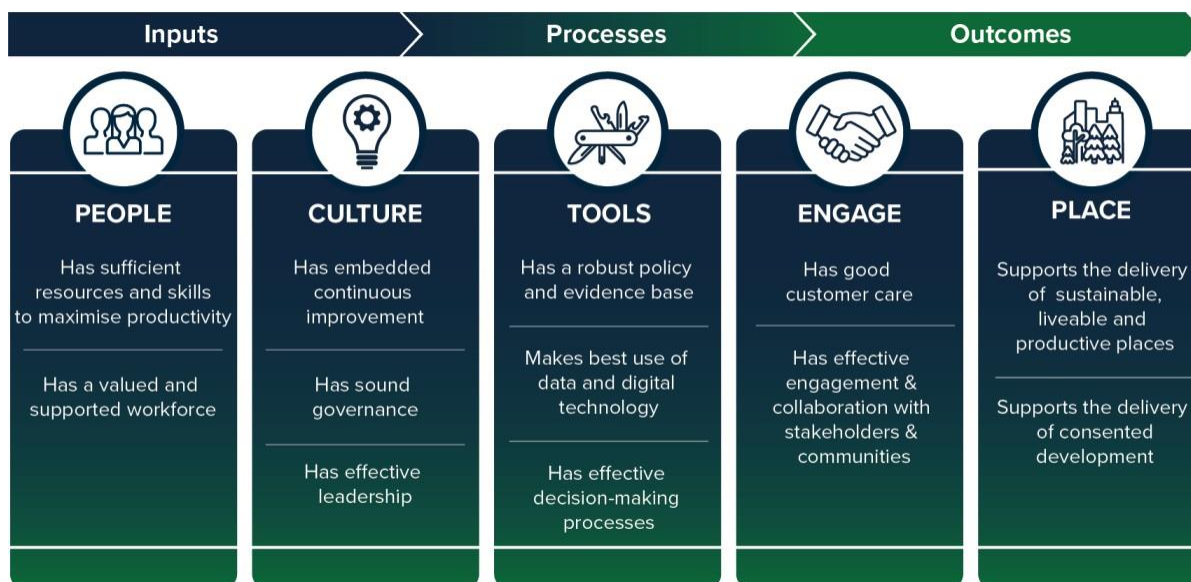 Inputs
Processes
Outcomes
PEOPLE
Has sufficient
resources and skills
to maximise productivity
Has a valued and
supported workforce
CULTURE
Has embedded
continuous
improvement
Has sound
governance
Has effective
leadership
TOOLS
Has a robust policy
and evidence base
Makes best use of
data and digital
technology
Has effective
decision-making
processes
ENGAGE
Has good
customer care
Has effective
engagement &
collaboration with
stakeholders &
communities
PLACE
Supports the delivery
of sustainable,
liveable and
productive places
Supports the delivery
of consented
development